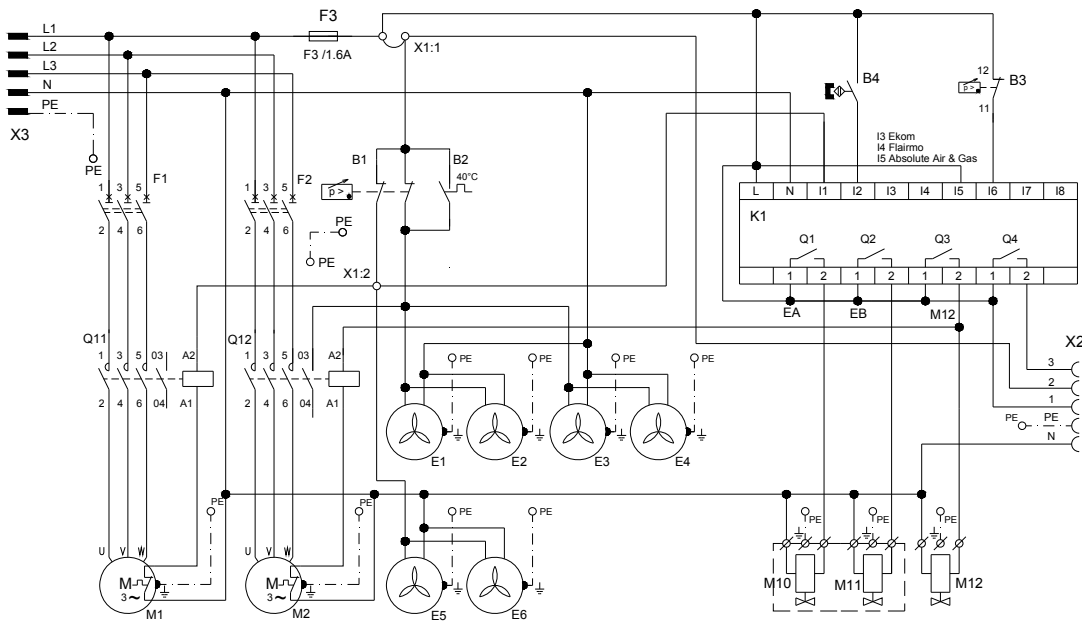 F3
L1
L2
F3 /1.6A
X1:1
L3
N
PE
X3
PE
12
B4
B3
p >
11
I3 Ekom
I4 Flairmo
I5 Absolute Air & Gas
B1
B2
40°C
1 3 5
F1
1 3 5
F2
p >
2 4 6
2 4 6
PE
PE
L N I1 I2 I3 I4 I5 I6 I7 I8
K1
Q1 Q2 Q3 Q4
1 2 1 2 1 2 1 2
X1:2
EA EB M12
Q11
1 3 5 03 A2
Q12
1 3 5 03 A2
X2
2 4 6 04 A1
2 4 6 04 A1
PE PE PE PE
3
2
1
PE PE
N
E1 E2 E3 E4
PE PE PE PE
PE PE PE
U V W
U V W
M
3 ~
M1
M
3 ~
M2
E5 E6
M10 M11 M12